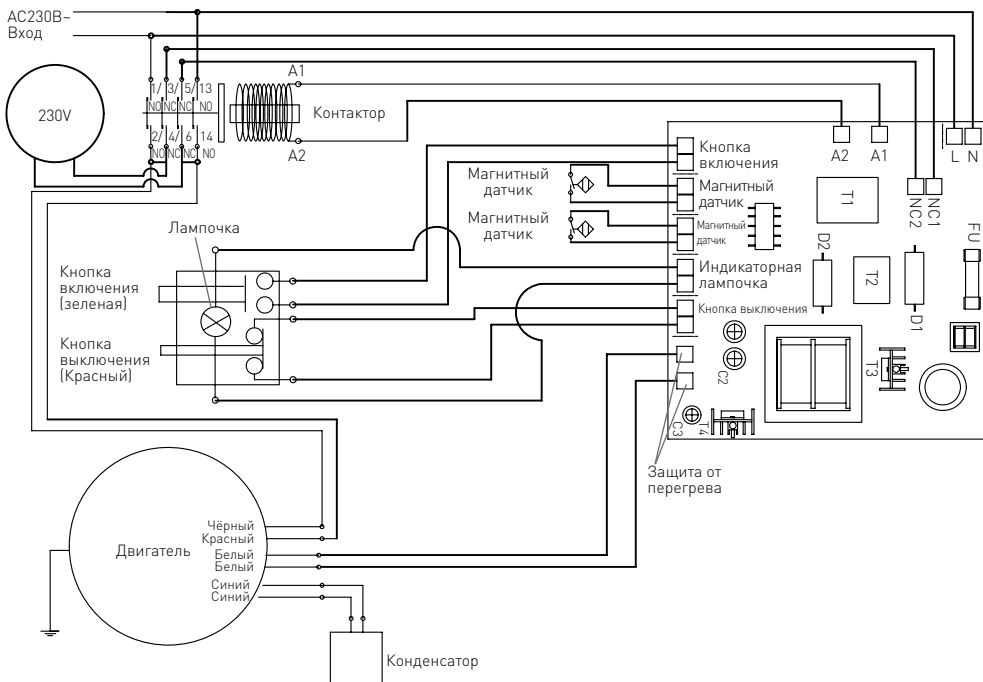 AC230В~
Вход
230V
1/ 3/ 5/ 13
NO NC NC NO
2/ 4/ 6 14
NO NC NC NO
A1
Контактор
A2
A2 A1
L N
NC2 NC1
FU
Кнопка
включения
Магнитный
датчик
Магнитный
датчик
Магнитный
датчик
Магнитный
датчик
T1
D2
T2
D1
Лампочка
Индикаторная
лампочка
Кнопка
включения
(зеленая)
Кнопка выключения
Кнопка
выключения
(Красный)
C2
T3
C3
T4
Защита от
перегрева
Двигатель
Чёрный
Красный
Белый
Белый
Синий
Синий
Конденсатор